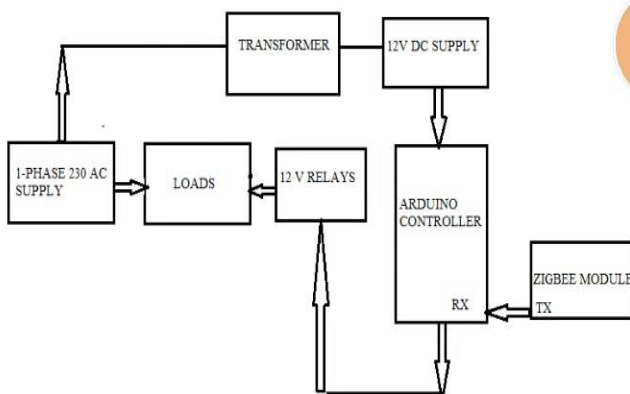 TRANSFORMER
12V DC SUPPLY
1-PHASE 230 AC
SUPPLY
LOADS
12 V RELAYS
ARDUINO
CONTROLLER
RX
ZIGBEE MODULE
TX